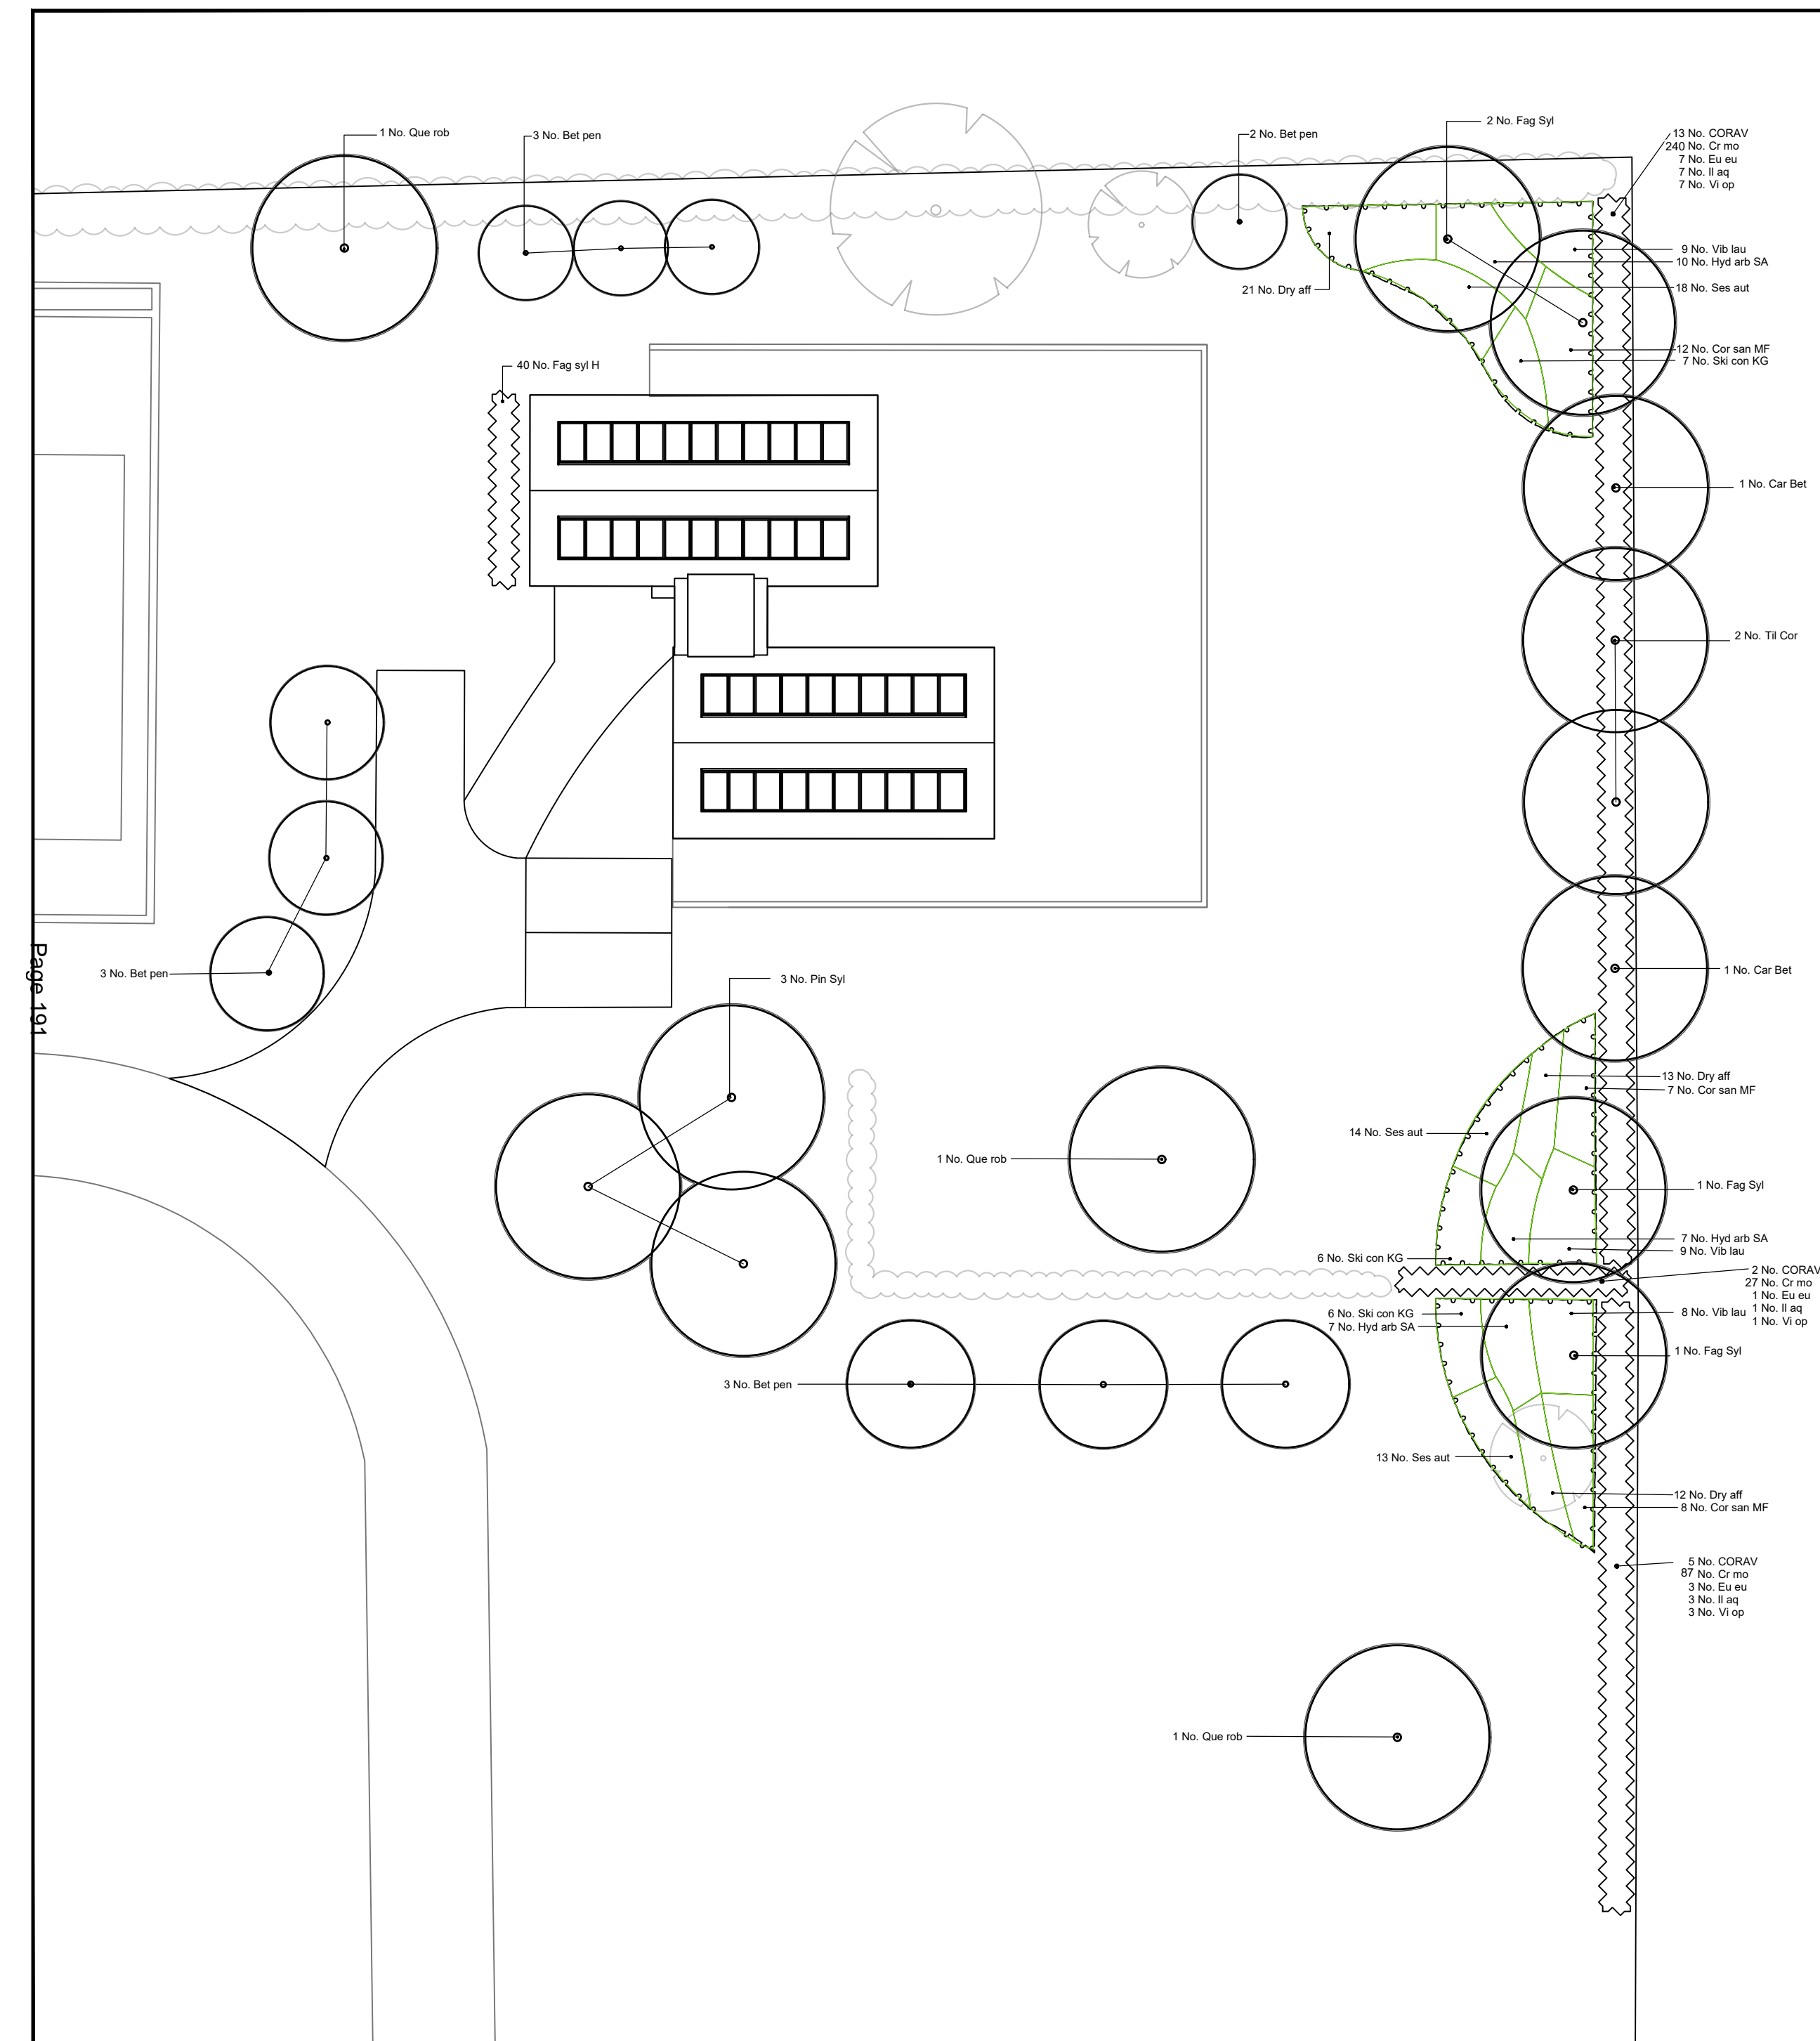 1 No. Que rob
3 No. Bet pen
2 No. Bet pen
2 No. Fag Syl
13 No. CORAV
240 No. Cr mo
7 No. Eu eu
7 No. Il aq
7 No. Vi op
9 No. Vib lau
10 No. Hyd arb SA
18 No. Ses aut
21 No. Dry aff
12 No. Cor san MF
7 No. Ski con KG
40 No. Fag syl H
1 No. Car Bet
2 No. Til Cor
Page 191
3 No. Bet pen
3 No. Pin Syl
1 No. Car Bet
13 No. Dry aff
7 No. Cor san MF
14 No. Ses aut
1 No. Que rob
1 No. Fag Syl
7 No. Hyd arb SA
9 No. Vib lau
6 No. Ski con KG
2 No. CORAV
27 No. Cr mo
1 No. Eu eu
1 No. Il aq
1 No. Vi op
6 No. Ski con KG
7 No. Hyd arb SA
8 No. Vib lau
1 No. Fag Syl
3 No. Bet pen
13 No. Ses aut
12 No. Dry aff
8 No. Cor san MF
5 No. CORAV
87 No. Cr mo
3 No. Eu eu
3 No. Il aq
3 No. Vi op
1 No. Que rob